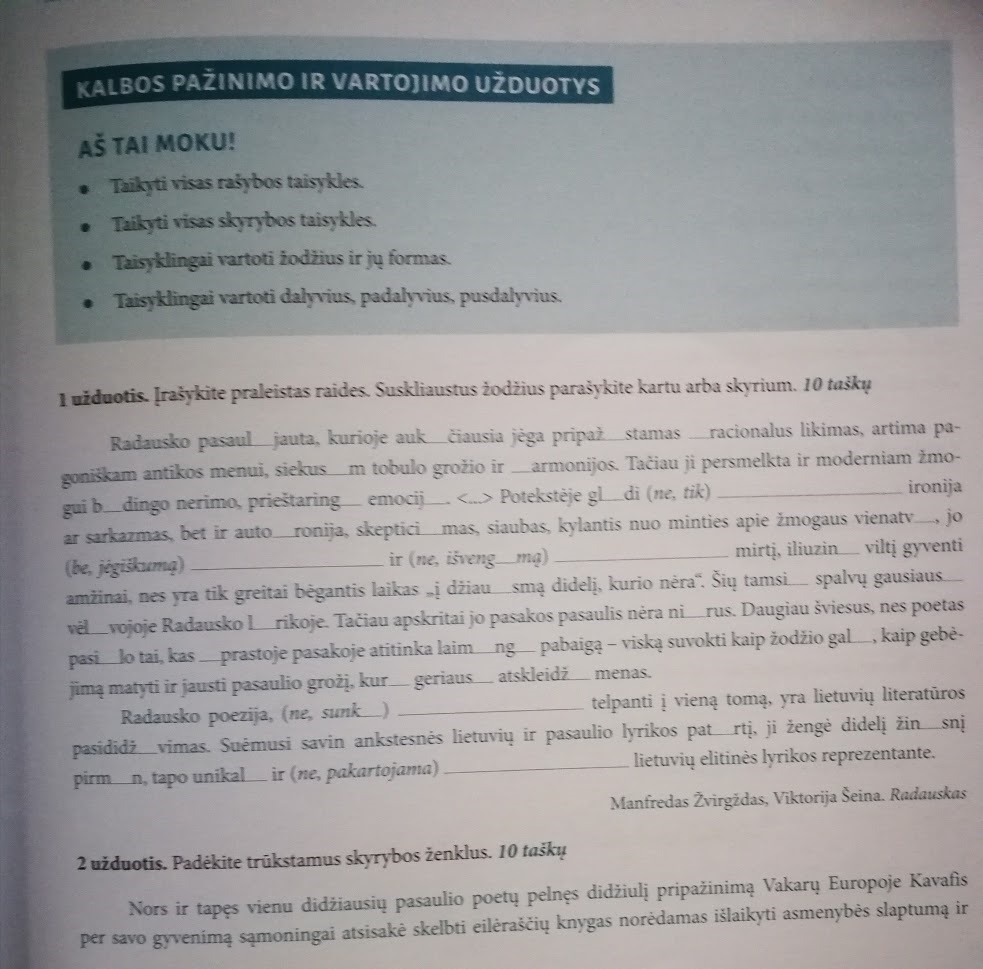 KALBOS PAŽINIMO IR VARTOJIMO UŽDUOTYS
AŠ TAI MOKU!
• Taikyti visas rašybos taisykles.
• Taikyti visas skyrybos taisykles.
• Taisyklingai vartoti žodžius ir jų formas.
• Taisyklingai vartoti dalyvius, padalyvius, pusdalyvius.
1 užduotis. Įrašykite praleistas raides. Suskliaustus žodžius parašykite kartu arba skyrium. 10 taškų
Radausko pasaul__jauta, kurioje auk__čiausia jėga pripaž__stamas __racionalus likimas, artima pa-
goniškam antikos menui, siekus__m tobulo grožio ir __armonijos. Tačiau ji persmelkta ir moderniam žmo-
gui b__dingo nerimo, prieštaring__ emocij__. <...> Potekstėje gl__di (ne, tik) ____________________ ironija
ar sarkazmas, bet ir auto__ronija, skeptici__mas, siaubas, kylantis nuo minties apie žmogaus vienatv__, jo
(be, jėgiškumą) ____________________ ir (ne, išveng__mą) ____________________ mirtį, iliuzin__ viltį gyventi
amžinai, nes yra tik greitai bėgantis laikas „į džiau__smą didelį, kurio nėra“. Šių tamsi__ spalvų gausiaus__
vėl__vojoje Radausko l__rikoje. Tačiau apskritai jo pasakos pasaulis nėra ni__rus. Daugiau šviesus, nes poetas
pasi__lo tai, kas __prastoje pasakoje atitinka laim__ng__ pabaigą – viską suvokti kaip žodžio gal__, kaip gebė-
jimą matyti ir jausti pasaulio grožį, kur__ geriaus__ atskleidž__ menas.
Radausko poezija, (ne, sunk__) ____________________ telpanti į vieną tomą, yra lietuvių literatūros
pasididž__vimas. Suėmusi savin ankstesnės lietuvių ir pasaulio lyrikos pat__rtį, ji žengė didelį žin__snį
pirm__n, tapo unikal__ ir (ne, pakartojama) ____________________ lietuvių elitinės lyrikos reprezentante.
Manfredas Žvirgždas, Viktorija Šeina. Radauskas
2 užduotis. Padėkite trūkstamus skyrybos ženklus. 10 taškų
Nors ir tapęs vienu didžiausių pasaulio poetų pelnęs didžiulį pripažinimą Vakarų Europoje Kavafis
per savo gyvenimą sąmoningai atsisakė skelbti eilėraščių knygas norėdamas išlaikyti asmenybės slaptumą ir